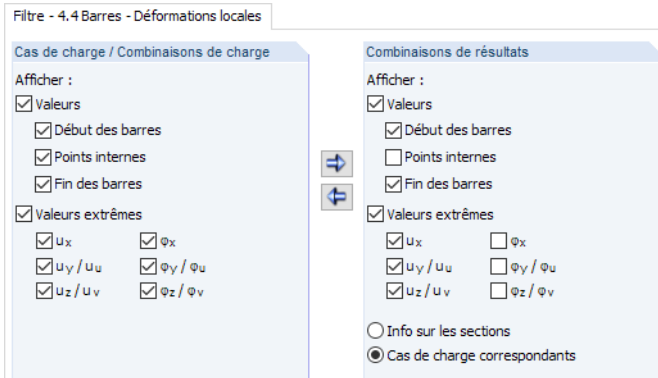 Filtre - 4.4 Barres - Déformations locales
Cas de charge / Combinaisons de charge
Afficher :
Valeurs
Début des barres
Points internes
Fin des barres
Valeurs extrêmes
ux φx
uy / uu φy / φu
uz / uv φz / φv
Combinaisons de résultats
Afficher :
Valeurs
Début des barres
Points internes
Fin des barres
Valeurs extrêmes
ux φx
uy / uu φy / φu
uz / uv φz / φv
Info sur les sections
Cas de charge correspondants